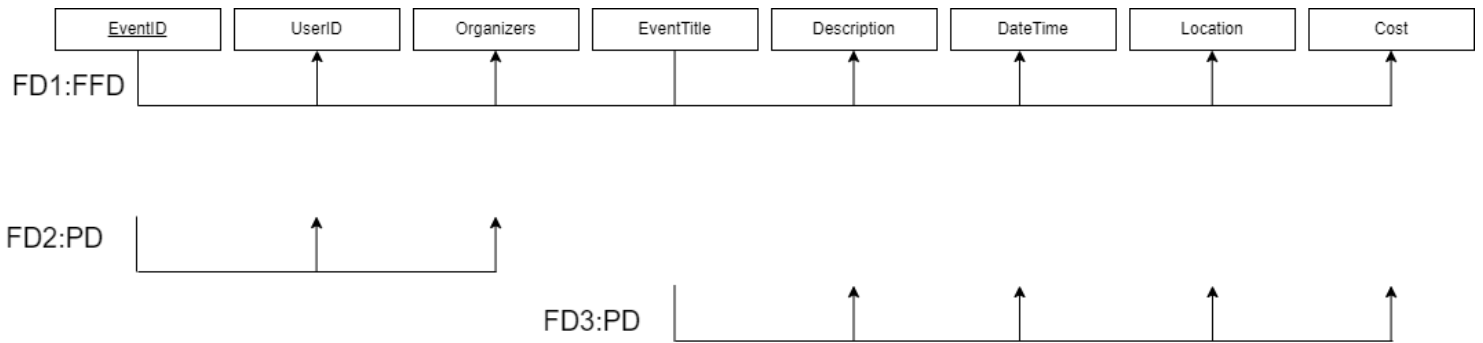 EventID UserID Organizers EventTitle Description DateTime Location Cost
FD1:FFD
FD2:PD
FD3:PD